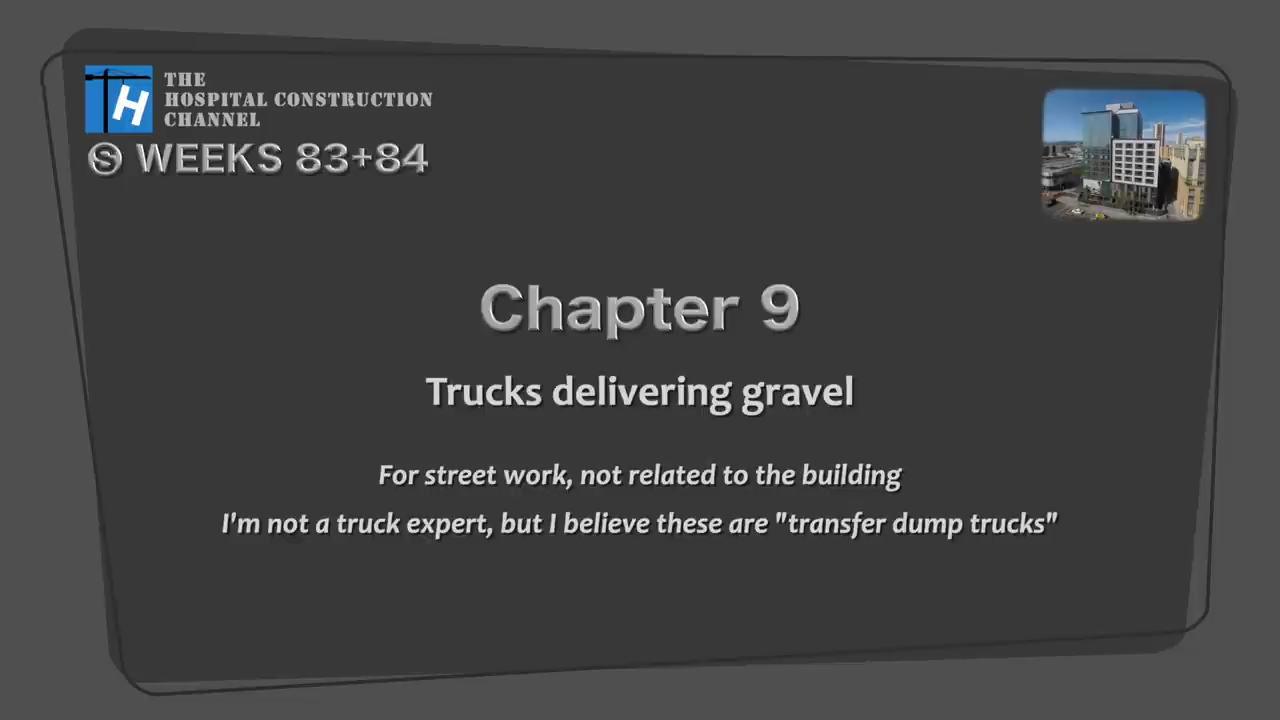 THE
HOSPITAL CONSTRUCTION
CHANNEL
H
Ⓢ WEEKS 83+84
Chapter 9
Trucks delivering gravel
For street work, not related to the building
I'm not a truck expert, but I believe these are "transfer dump trucks"